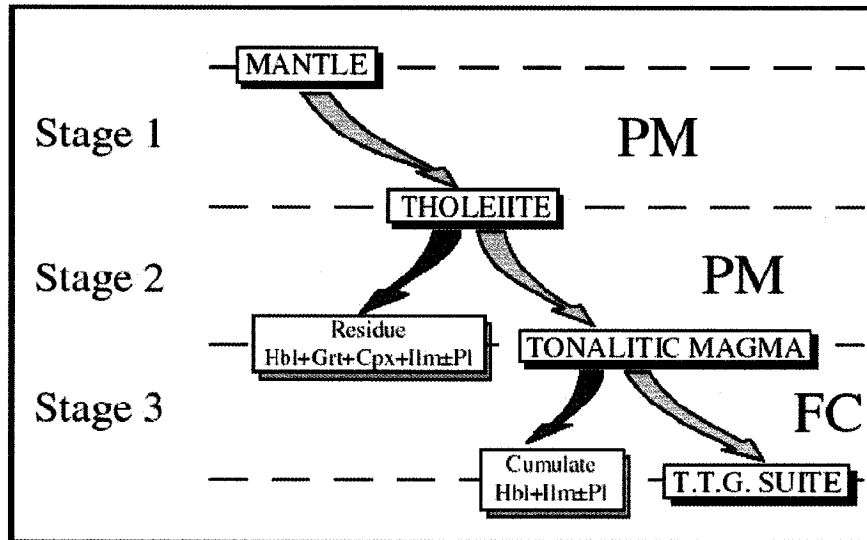 MANTLE
Stage 1
PM
THOLEIITE
Stage 2
PM
Residue
Hbl+Grt+Cpx+Ilm±Pl
TONALITIC MAGMA
Stage 3
FC
Cumulate
Hbl+Ilm±Pl
T.T.G. SUITE